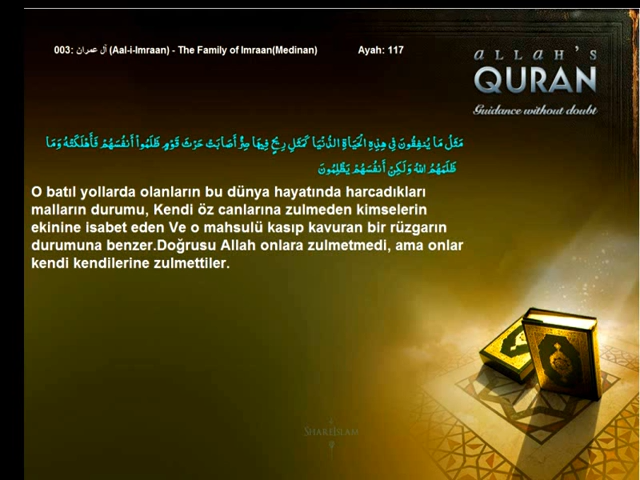 003: آل عمران (Aal-i-Imraan) - The Family of Imraan(Medinan) Ayah: 117
ALLAH'S
QURAN
Guidance without doubt
مَثَلُ مَا يُنفِقُونَ فِي هَـٰذِهِ الْحَيَاةِ الدُّنْيَا كَمَثَلِ رِيحٍ فِيهَا صِرٌّ أَصَابَتْ حَرْثَ قَوْمٍ ظَلَمُواْ أَنفُسَهُمْ فَأَهْلَكَتْهُ وَمَا
ظَلَمَهُمُ اللّهُ وَلَـكِنْ أَنفُسَهُمْ يَظْلِمُونَ
O batıl yollarda olanların bu dünya hayatında harcadıkları
malların durumu, Kendi öz canlarına zulmeden kimselerin
ekinine isabet eden Ve o mahsulü kasıp kavuran bir rüzgarın
durumuna benzer.Doğrusu Allah onlara zulmetmedi, ama onlar
kendi kendilerine zulmettiler.
SHAREISLAM